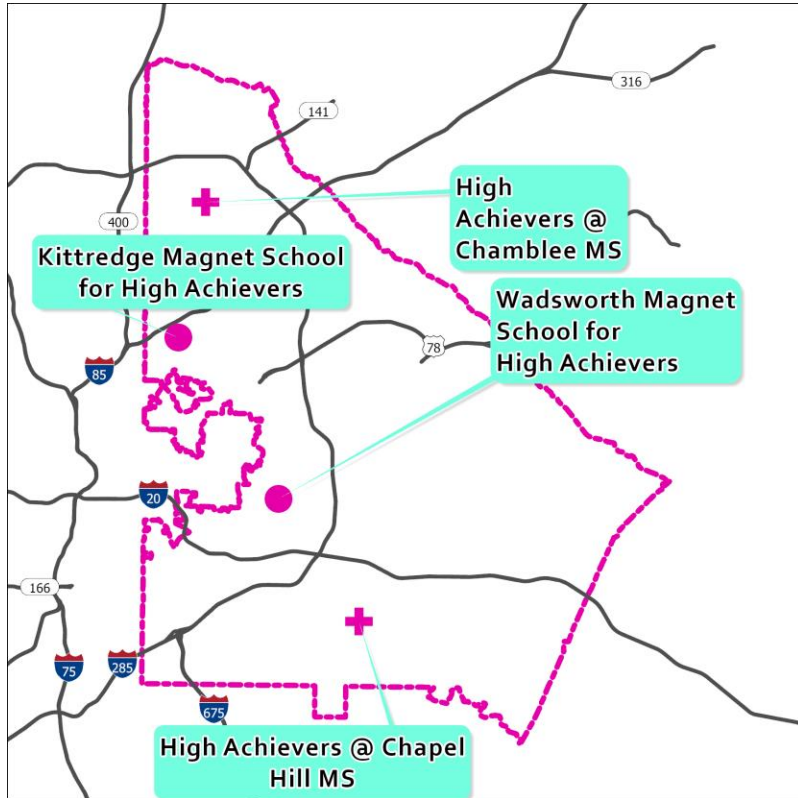 316
141
High
Achievers @
Chamblee MS
400
Kittredge Magnet School
for High Achievers
Wadsworth Magnet
School for
High Achievers
78
85
20
166
75
285
675
High Achievers @ Chapel
Hill MS